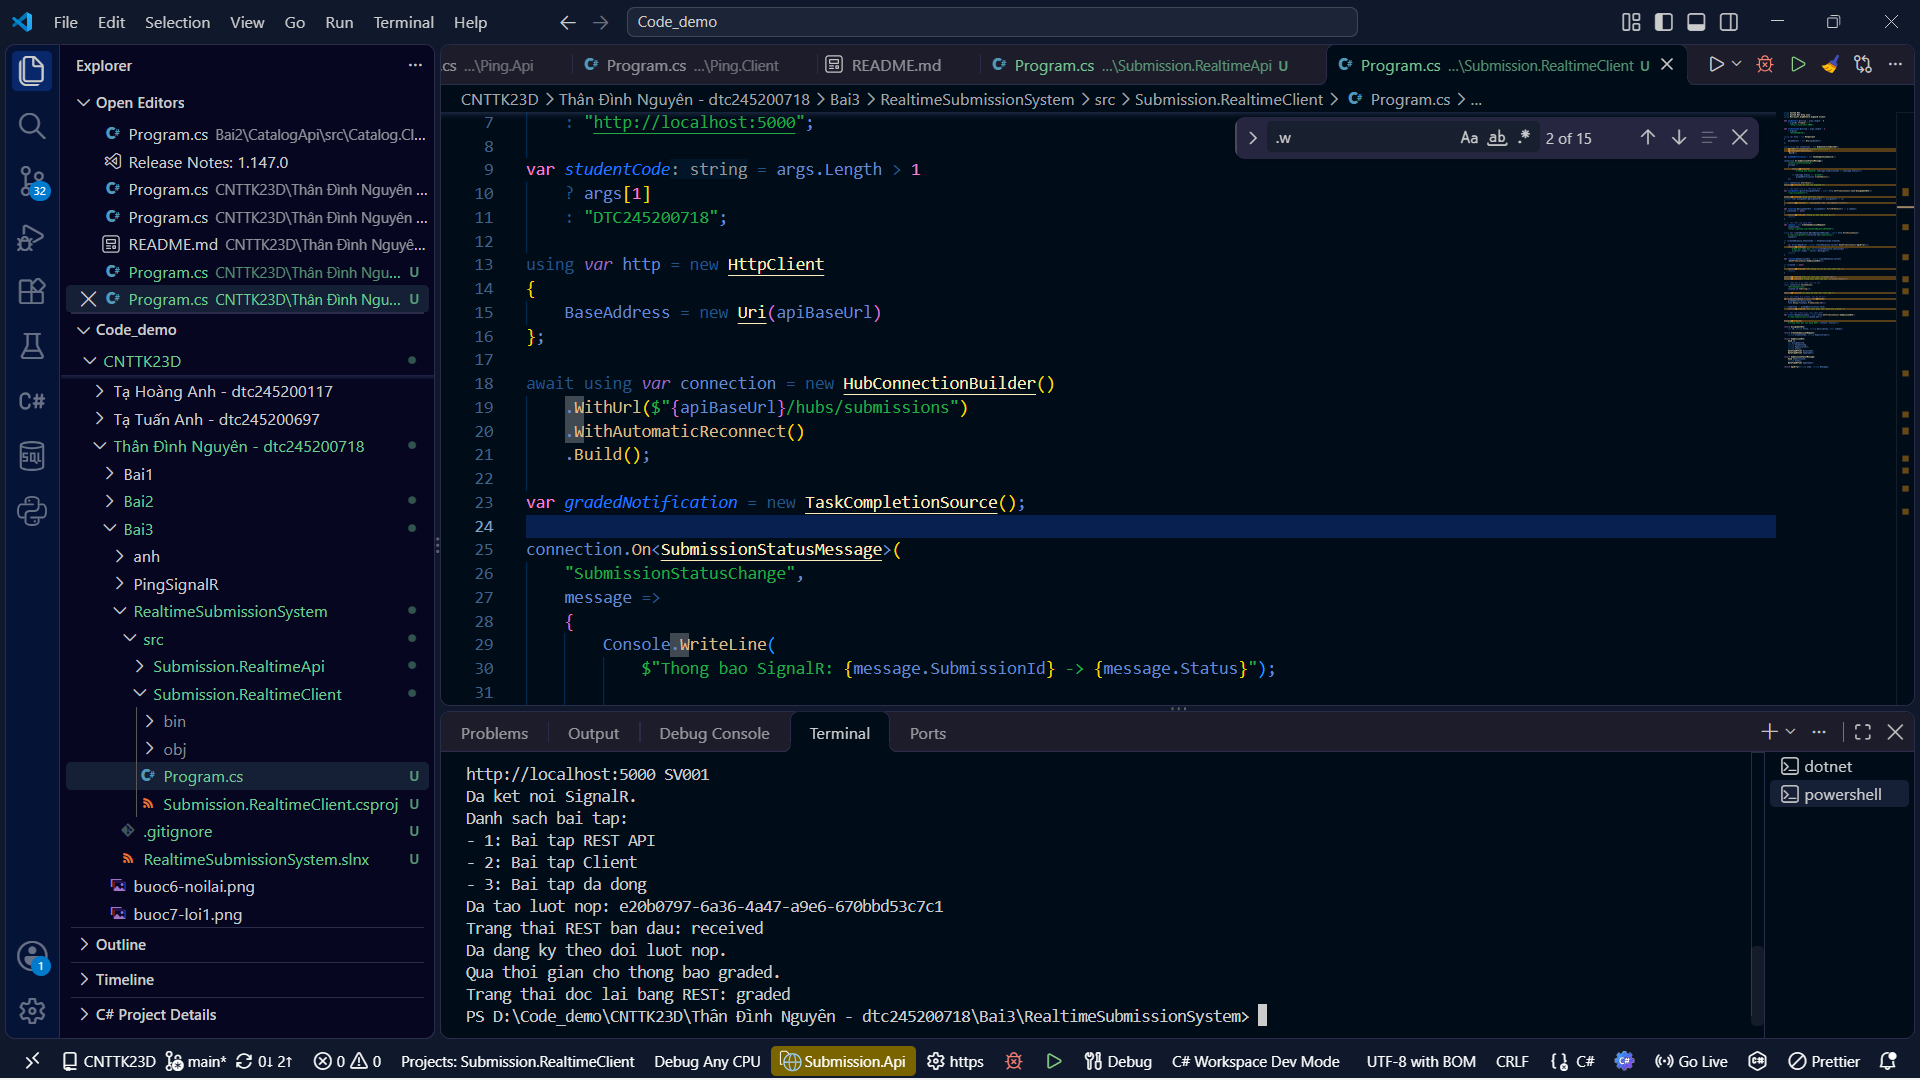 File Edit Selection View Go Run Terminal Help
Code_demo
Explorer
Open Editors
Program.cs Bai2\CatalogApi\src\Catalog.Cl...
Release Notes: 1.147.0
Program.cs CNTTK23D\Thân Đình Nguyên ...
Program.cs CNTTK23D\Thân Đình Nguyên ...
README.md CNTTK23D\Thân Đình Nguyê...
Program.cs CNTTK23D\Thân Đình Ngu... U
Program.cs CNTTK23D\Thân Đình Ngu... U
Code_demo
CNTTK23D
Tạ Hoàng Anh - dtc245200117
Tạ Tuấn Anh - dtc245200697
Thân Đình Nguyên - dtc245200718
Bai1
Bai2
Bai3
anh
PingSignalR
RealtimeSubmissionSystem
src
Submission.RealtimeApi
Submission.RealtimeClient
bin
obj
Program.cs U
Submission.RealtimeClient.csproj U
.gitignore U
RealtimeSubmissionSystem.slnx U
buoc6-noilai.png
buoc7-loi1.png
Outline
Timeline
C# Project Details
C#
SQL
32
1
.cs ...\Ping.Api
Program.cs ...\Ping.Client
README.md
Program.cs ...\Submission.RealtimeApi U
Program.cs ...\Submission.RealtimeClient U
CNTTK23D > Thân Đình Nguyên - dtc245200718 > Bai3 > RealtimeSubmissionSystem > src > Submission.RealtimeClient > Program.cs > ...
.w Aa ab .* 2 of 15
7 : "http://localhost:5000";
8
9 var studentCode: string = args.Length > 1
10 ? args[1]
11 : "DTC245200718";
12
13 using var http = new HttpClient
14 {
15 BaseAddress = new Uri(apiBaseUrl)
16 };
17
18 await using var connection = new HubConnectionBuilder()
19 .WithUrl($"{apiBaseUrl}/hubs/submissions")
20 .WithAutomaticReconnect()
21 .Build();
22
23 var gradedNotification = new TaskCompletionSource();
24
25 connection.On<SubmissionStatusMessage>(
26 "SubmissionStatusChange",
27 message =>
28 {
29 Console.WriteLine(
30 $"Thong bao SignalR: {message.SubmissionId} -> {message.Status}");
31
Problems Output Debug Console Terminal Ports
http://localhost:5000 SV001
Da ket noi SignalR.
Danh sach bai tap:
- 1: Bai tap REST API
- 2: Bai tap Client
- 3: Bai tap da dong
Da tao luot nop: e20b0797-6a36-4a47-a9e6-670bbd53c7c1
Trang thai REST ban dau: received
Da dang ky theo doi luot nop.
Qua thoi gian cho thong bao graded.
Trang thai doc lai bang REST: graded
PS D:\Code_demo\CNTTK23D\Thân Đình Nguyên - dtc245200718\Bai3\RealtimeSubmissionSystem>
dotnet
powershell
CNTTK23D main* 0↓ 2↑ 0 0 Projects: Submission.RealtimeClient Debug Any CPU Submission.Api https Debug C# Workspace Dev Mode UTF-8 with BOM CRLF {} C# Go Live Prettier